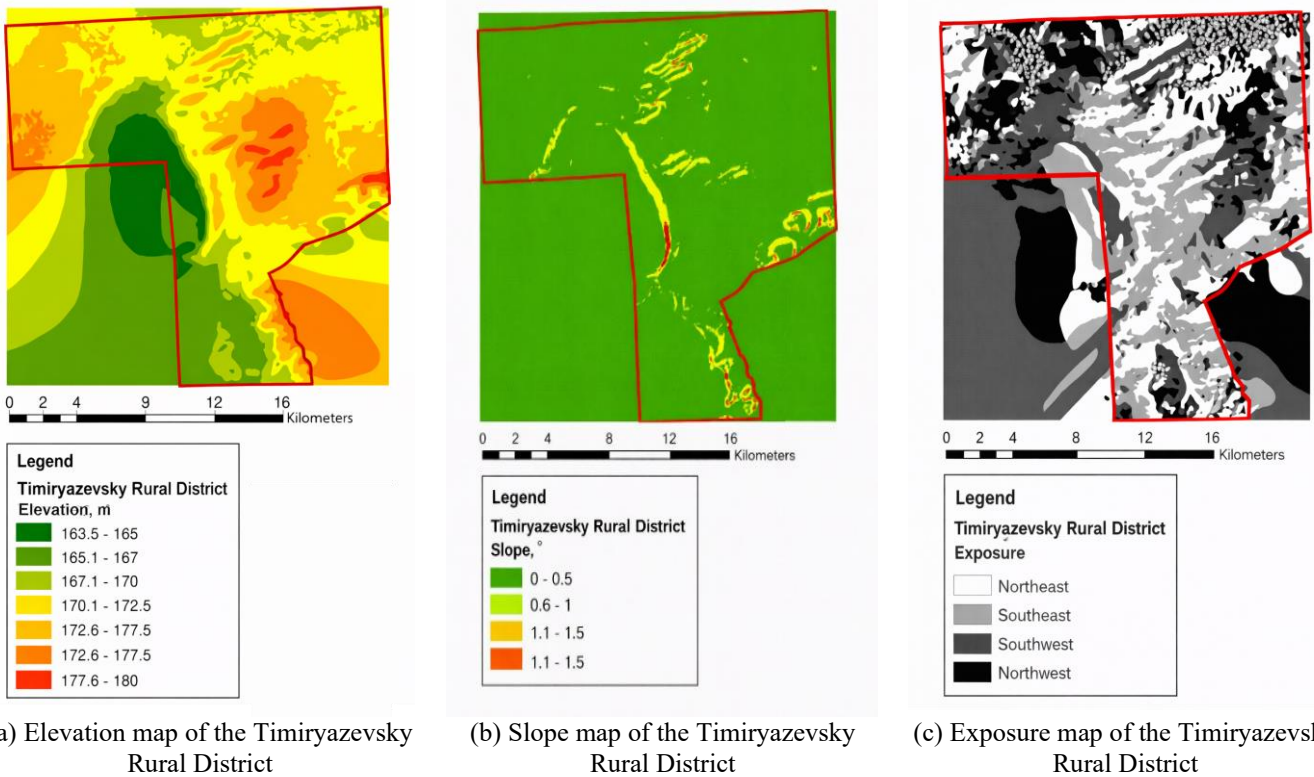 0 2 4 9 12 16
Kilometers
Legend
Timiryazevsky Rural District
Elevation, m
163.5 - 165
165.1 - 167
167.1 - 170
170.1 - 172.5
172.6 - 177.5
172.6 - 177.5
177.6 - 180
a) Elevation map of the Timiryazevsky
Rural District
0 2 4 8 12 16
Kilometers
Legend
Timiryazevsky Rural District
Slope, °
0 - 0.5
0.6 - 1
1.1 - 1.5
1.1 - 1.5
(b) Slope map of the Timiryazevsky
Rural District
0 2 4 8 12 16
Kilometers
Legend
Timiryazevsky Rural District
Exposure
Northeast
Southeast
Southwest
Northwest
(c) Exposure map of the Timiryazevsk
Rural District